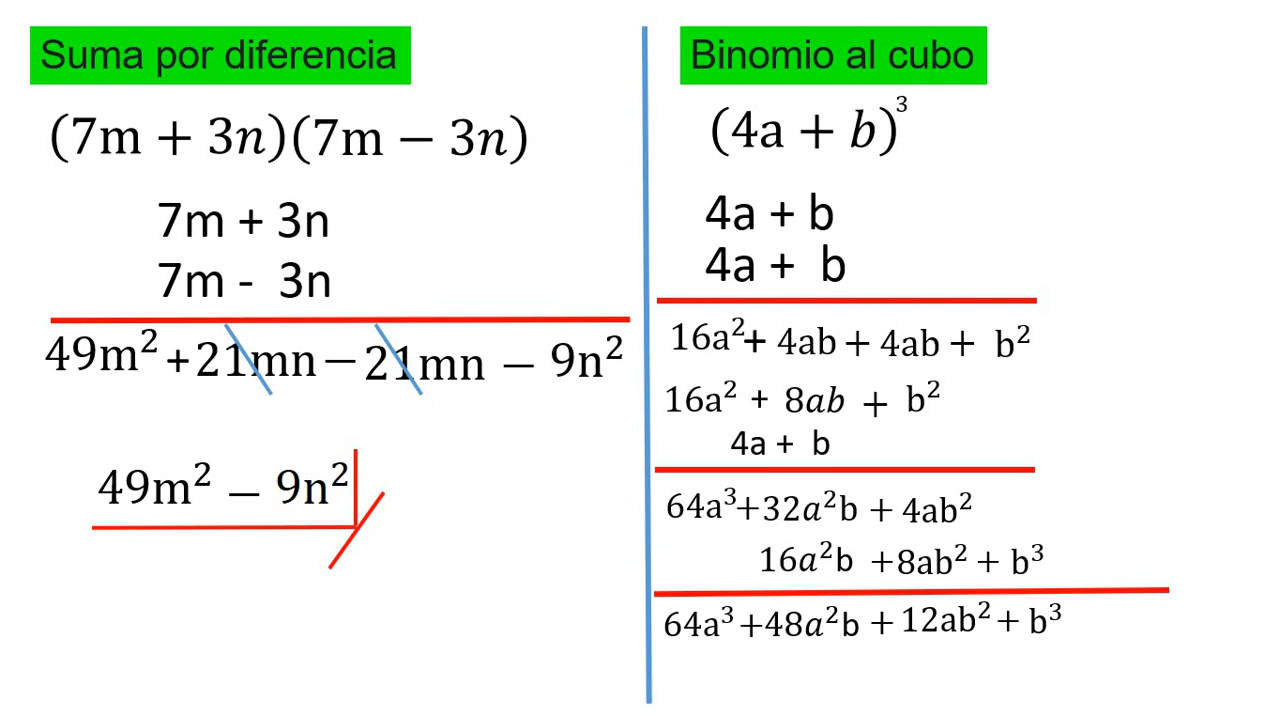 Suma por diferencia
(7m + 3n)(7m − 3n)
7m + 3n
7m - 3n
49m² + 21mn − 21mn − 9n²
49m² − 9n²
Binomio al cubo
(4a + b)³
4a + b
4a + b
16a² + 4ab + 4ab + b²
16a² + 8ab + b²
4a + b
64a³ + 32a²b + 4ab²
16a²b + 8ab² + b³
64a³ + 48a²b + 12ab² + b³